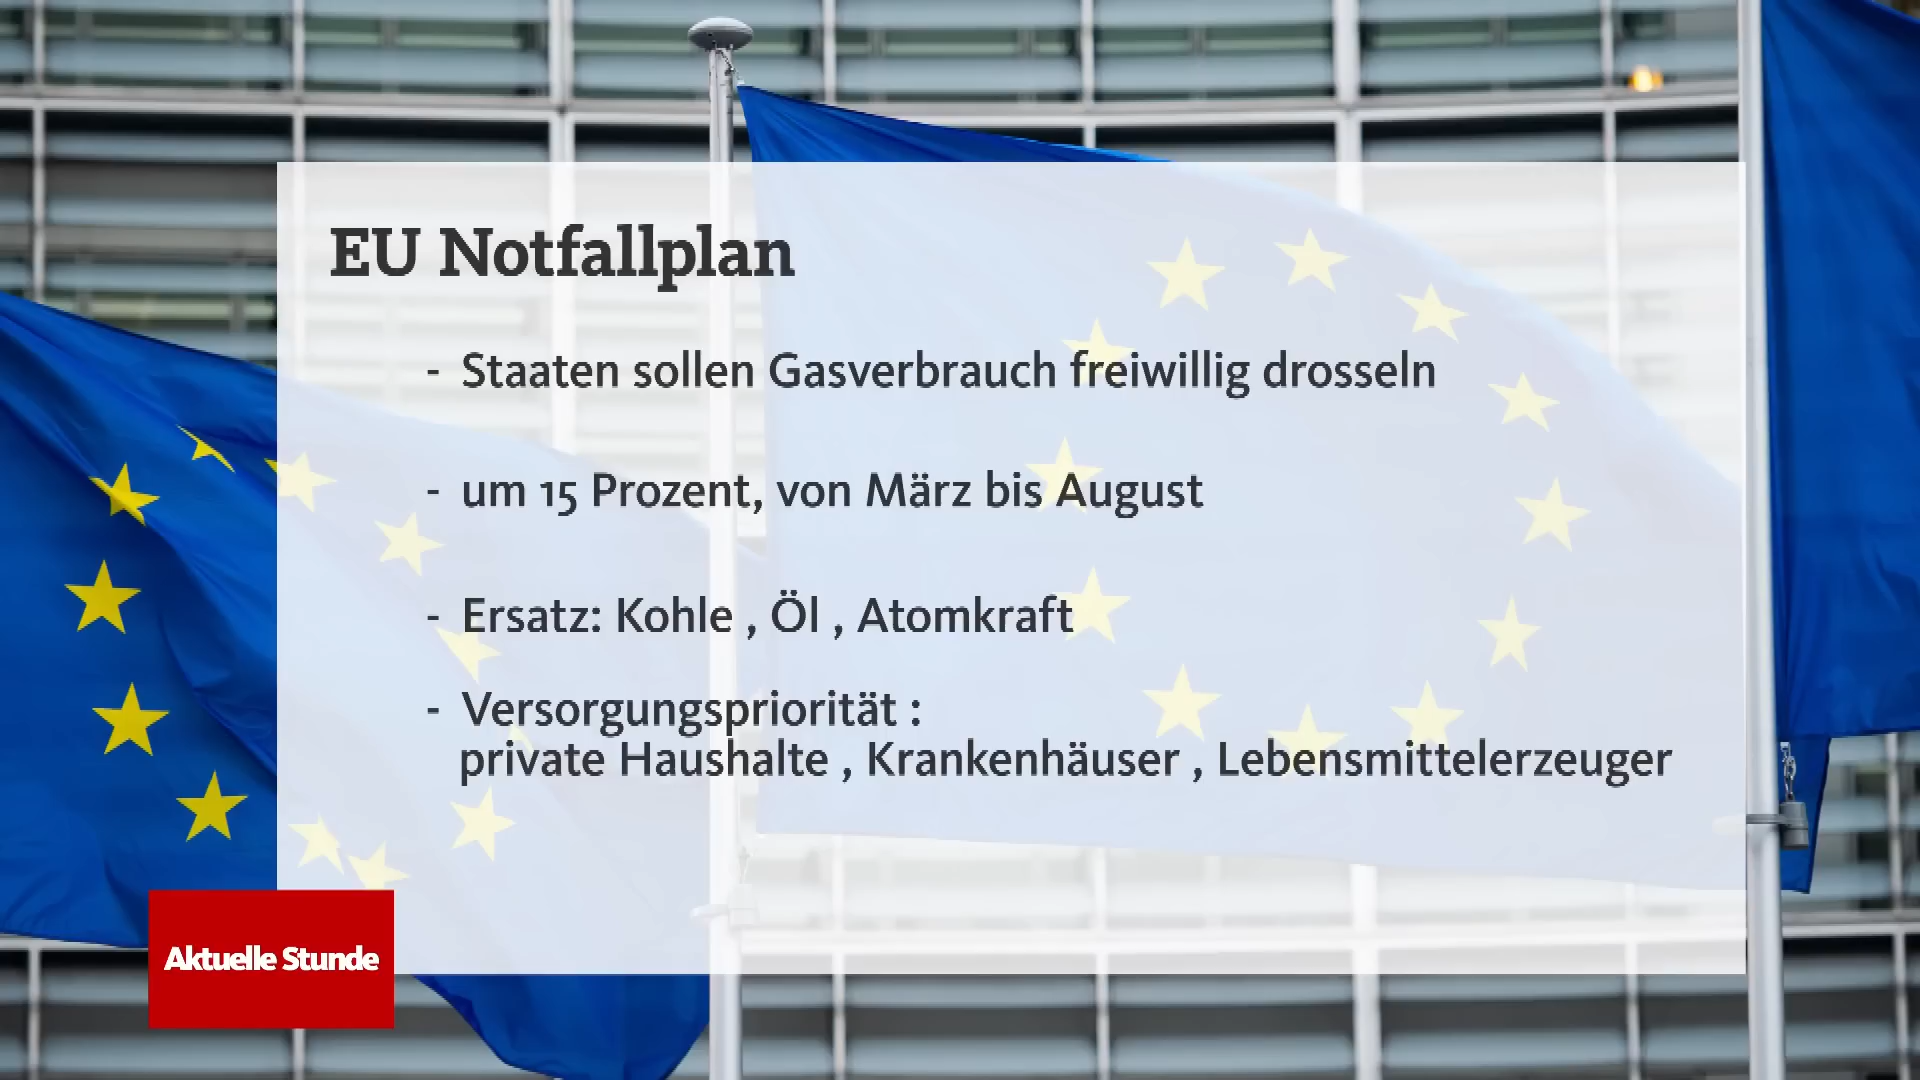 EU Notfallplan
- Staaten sollen Gasverbrauch freiwillig drosseln
- um 15 Prozent, von März bis August
- Ersatz: Kohle , Öl , Atomkraft
- Versorgungspriorität :
private Haushalte , Krankenhäuser , Lebensmittelerzeuger
Aktuelle Stunde